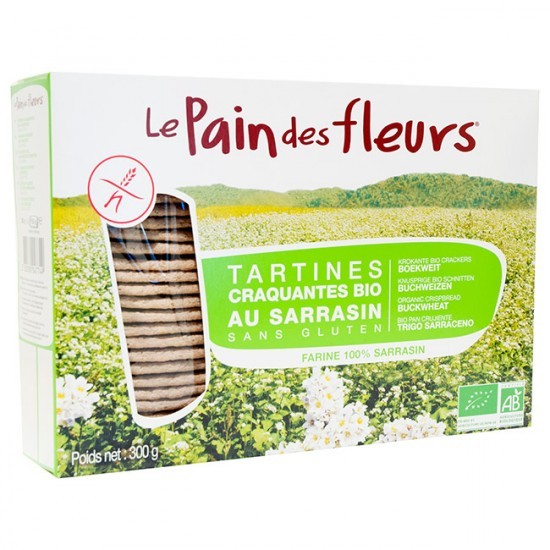 Le Pain des fleurs®
TARTINES
CRAQUANTES BIO
AU SARRASIN
SANS GLUTEN
KROKANTE BIO CRACKERS
BOEKWEIT
KNUSPRIGE BIO SCHNITTEN
BUCHWEIZEN
ORGANIC CRISPBREAD
BUCKWHEAT
BIO PAN CRUJIENTE
TRIGO SARRACENO
FARINE 100% SARRASIN
AB
Poids net : 300 g